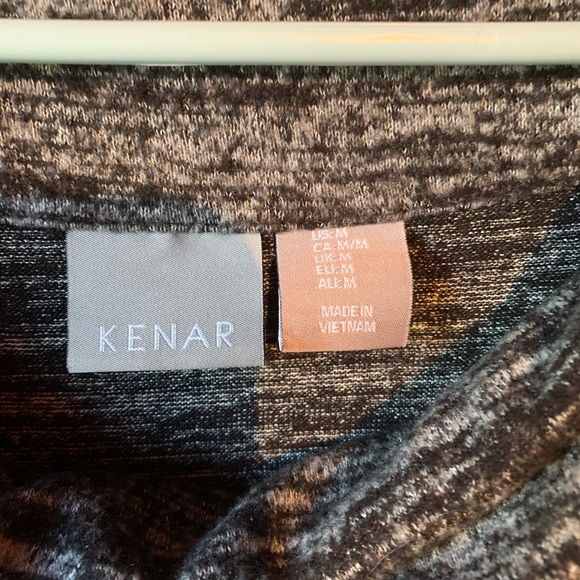 KENAR
US: M
CA: M/M
UK: M
EU: M
AU: M
MADE IN
VIETNAM